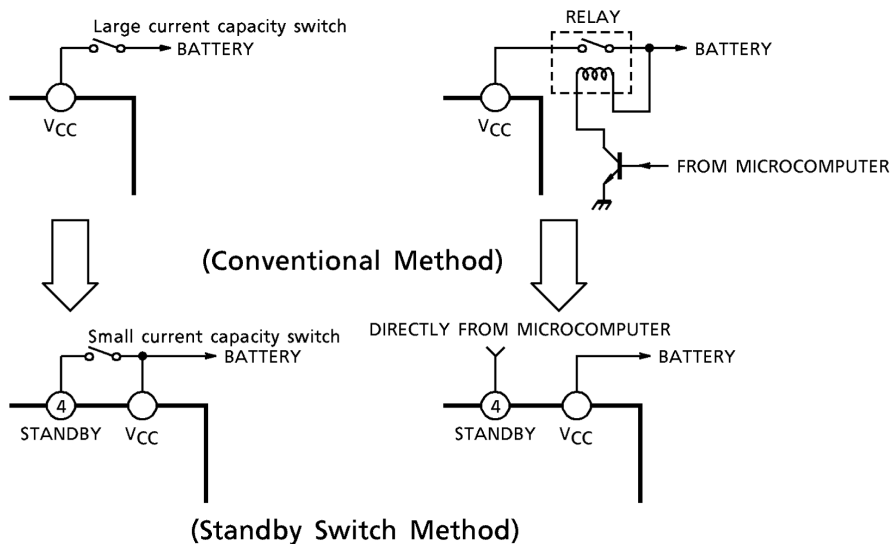 Large current capacity switch
BATTERY
VCC
RELAY
BATTERY
VCC
FROM MICROCOMPUTER
(Conventional Method)
Small current capacity switch
BATTERY
4
STANDBY
VCC
DIRECTLY FROM MICROCOMPUTER
BATTERY
4
STANDBY
VCC
(Standby Switch Method)